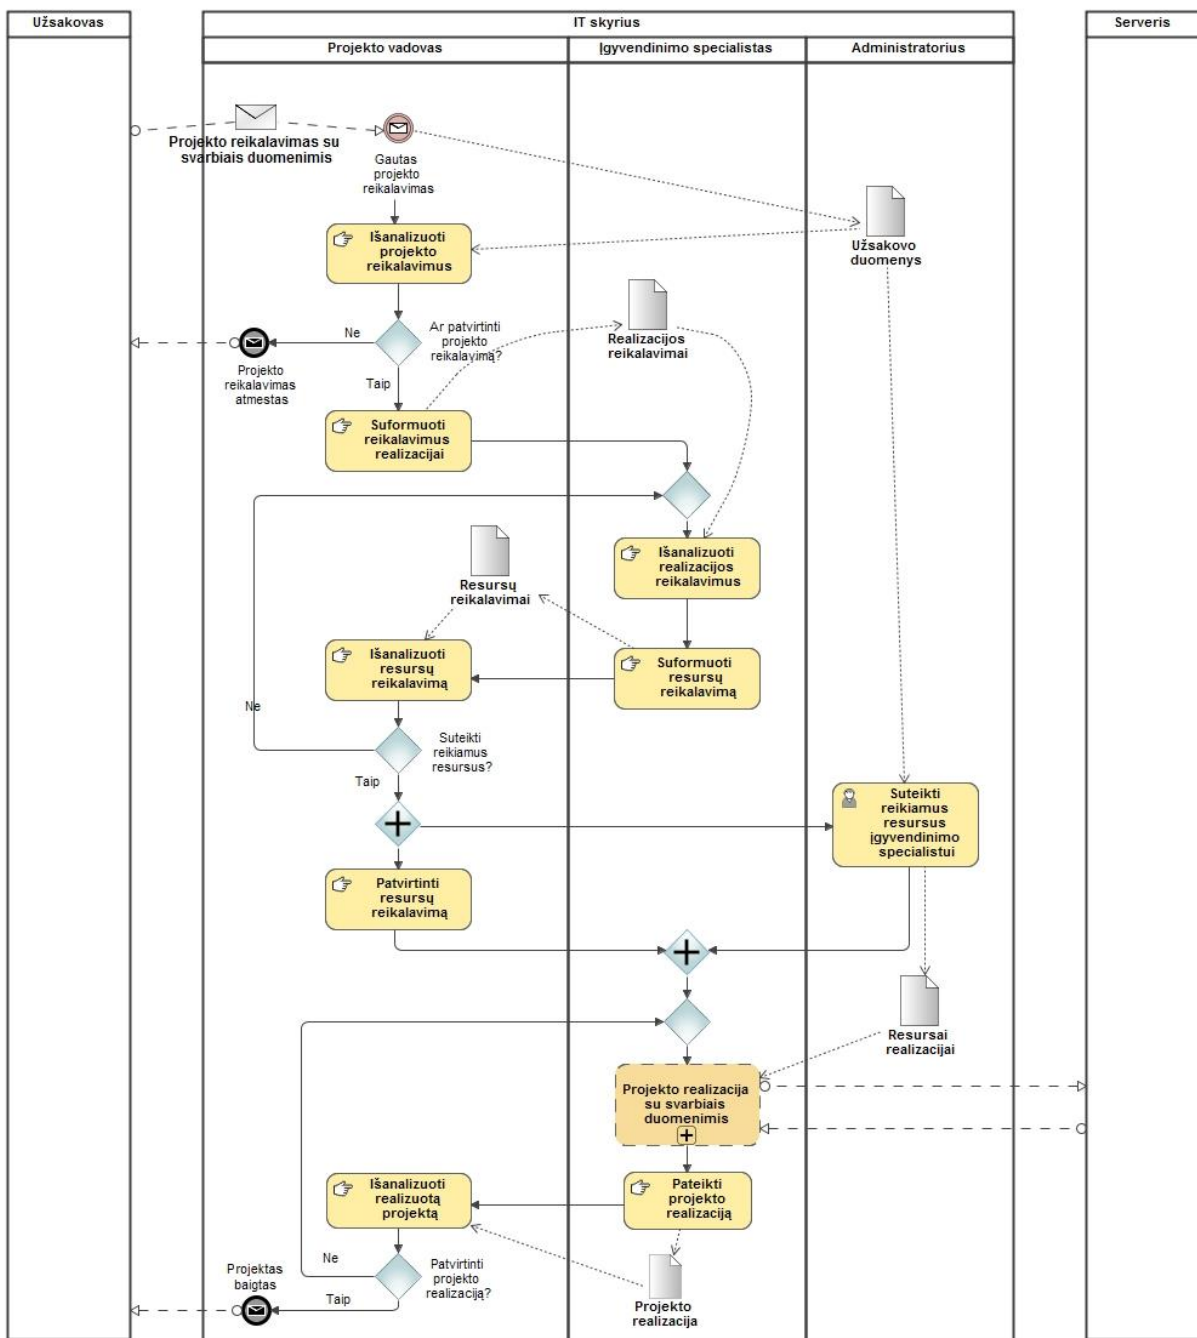 Užsakovas
IT skyrius
Serveris
Projekto vadovas
Įgyvendinimo specialistas
Administratorius
Projekto reikalavimas su
svarbiais duomenimis
Gautas
projekto
reikalavimas
Užsakovo
duomenys
Išanalizuoti
projekto
reikalavimus
Realizacijos
reikalavimai
Ne
Ar patvirtinti
projekto
reikalavimą?
Projekto
reikalavimas
atmestas
Taip
Suformuoti
reikalavimus
realizacijai
Išanalizuoti
realizacijos
reikalavimus
Resursų
reikalavimai
Išanalizuoti
resursų
reikalavimą
Suformuoti
resursų
reikalavimą
Ne
Suteikti
reikiamus
resursus?
Taip
Suteikti
reikiamus
resursus
įgyvendinimo
specialistui
Patvirtinti
resursų
reikalavimą
Resursai
realizacijai
Projekto realizacija
su svarbiais
duomenimis
Išanalizuoti
realizuotą
projektą
Pateikti
projekto
realizaciją
Ne
Patvirtinti
projekto
realizaciją?
Projektas
baigtas
Taip
Projekto
realizacija